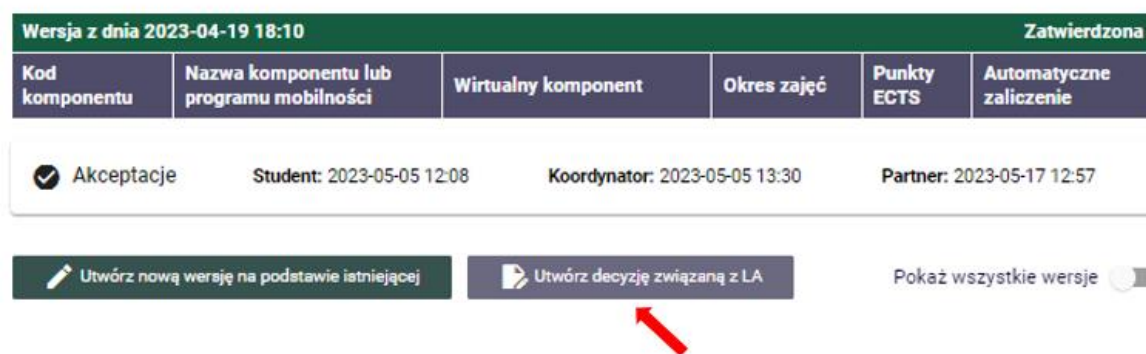 Wersja z dnia 2023-04-19 18:10 Zatwierdzona
Kod komponentu Nazwa komponentu lub programu mobilności Wirtualny komponent Okres zajęć Punkty ECTS Automatyczne zaliczenie
Akceptacje Student: 2023-05-05 12:08 Koordynator: 2023-05-05 13:30 Partner: 2023-05-17 12:57
Utwórz nową wersję na podstawie istniejącej Utwórz decyzję związaną z LA Pokaż wszystkie wersje